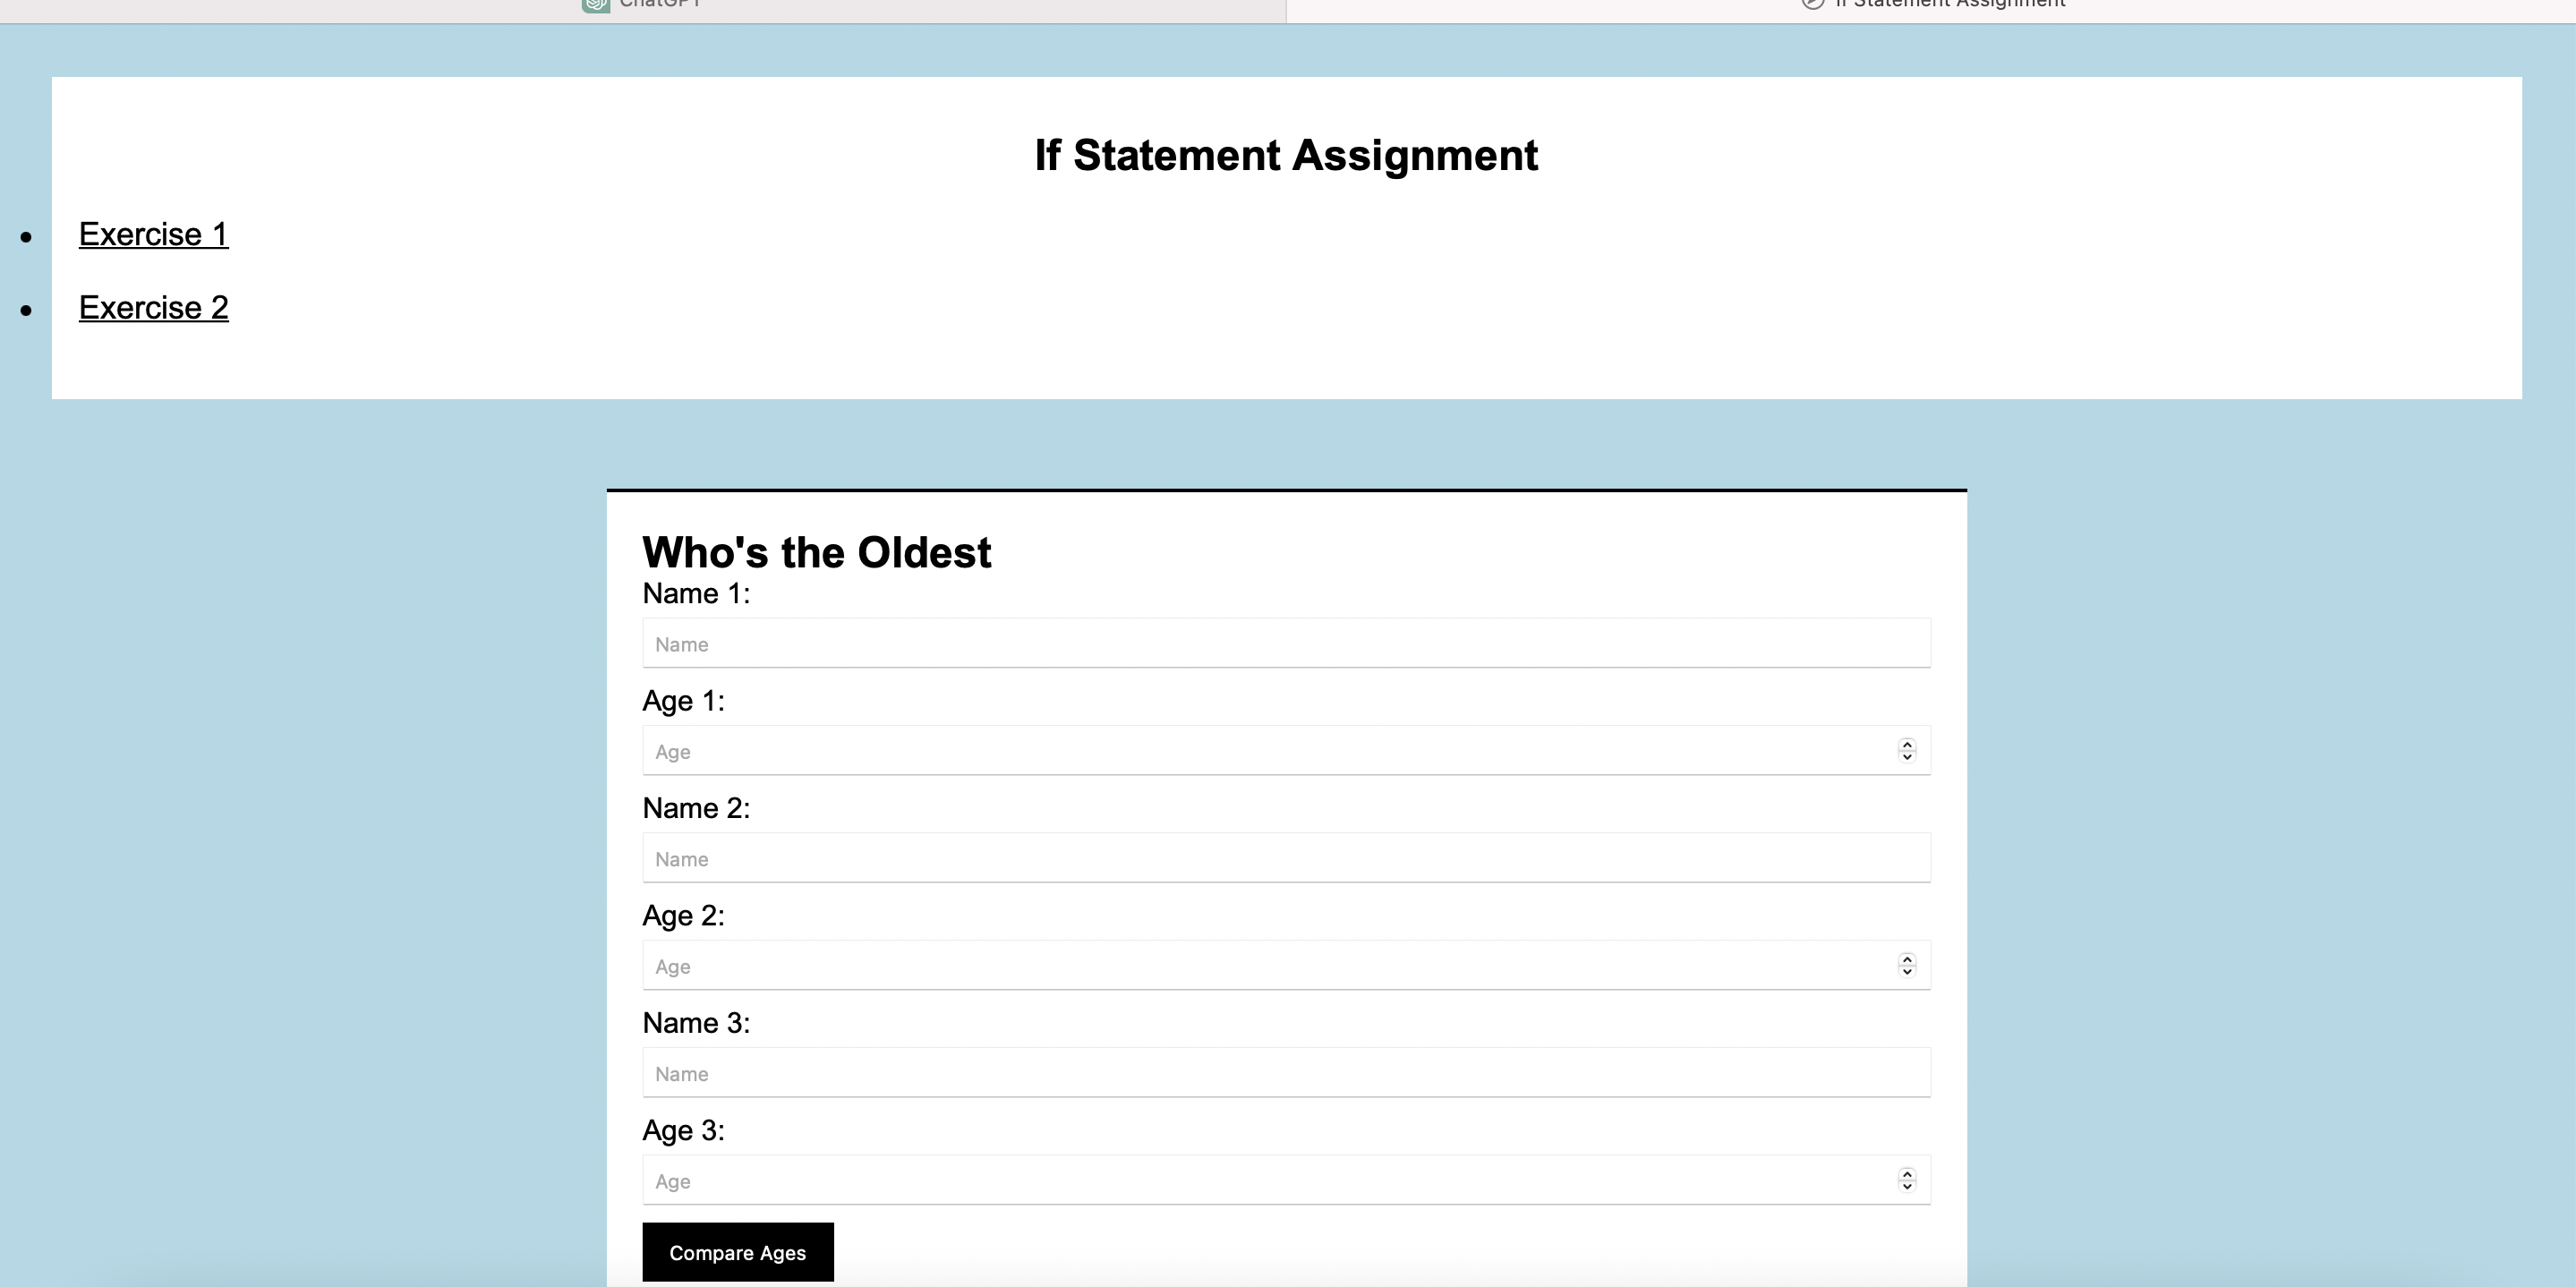 ChatGPT
If Statement Assignment
If Statement Assignment
Exercise 1
Exercise 2
Who's the Oldest
Name 1:
Name
Age 1:
Age
Name 2:
Name
Age 2:
Age
Name 3:
Name
Age 3:
Age
Compare Ages